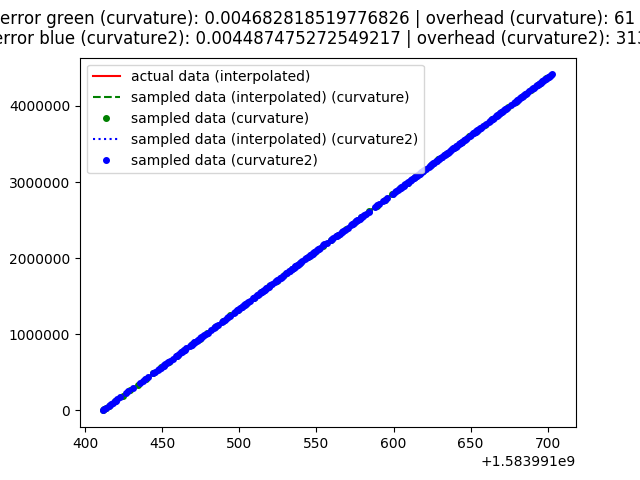 error green (curvature): 0.004682818519776826 | overhead (curvature): 61
error blue (curvature2): 0.004487475272549217 | overhead (curvature2): 313
actual data (interpolated)
sampled data (interpolated) (curvature)
sampled data (curvature)
sampled data (interpolated) (curvature2)
sampled data (curvature2)
4000000
3000000
2000000
1000000
0
400 450 500 550 600 650 700
+1.583991e9